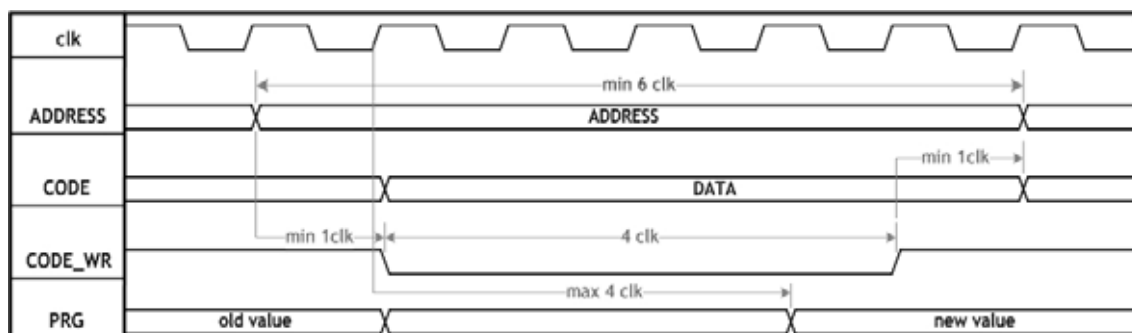 clk
min 6 clk
ADDRESS ADDRESS
min 1clk
CODE DATA
min 1clk 4 clk
CODE_WR
max 4 clk
PRG old value new value